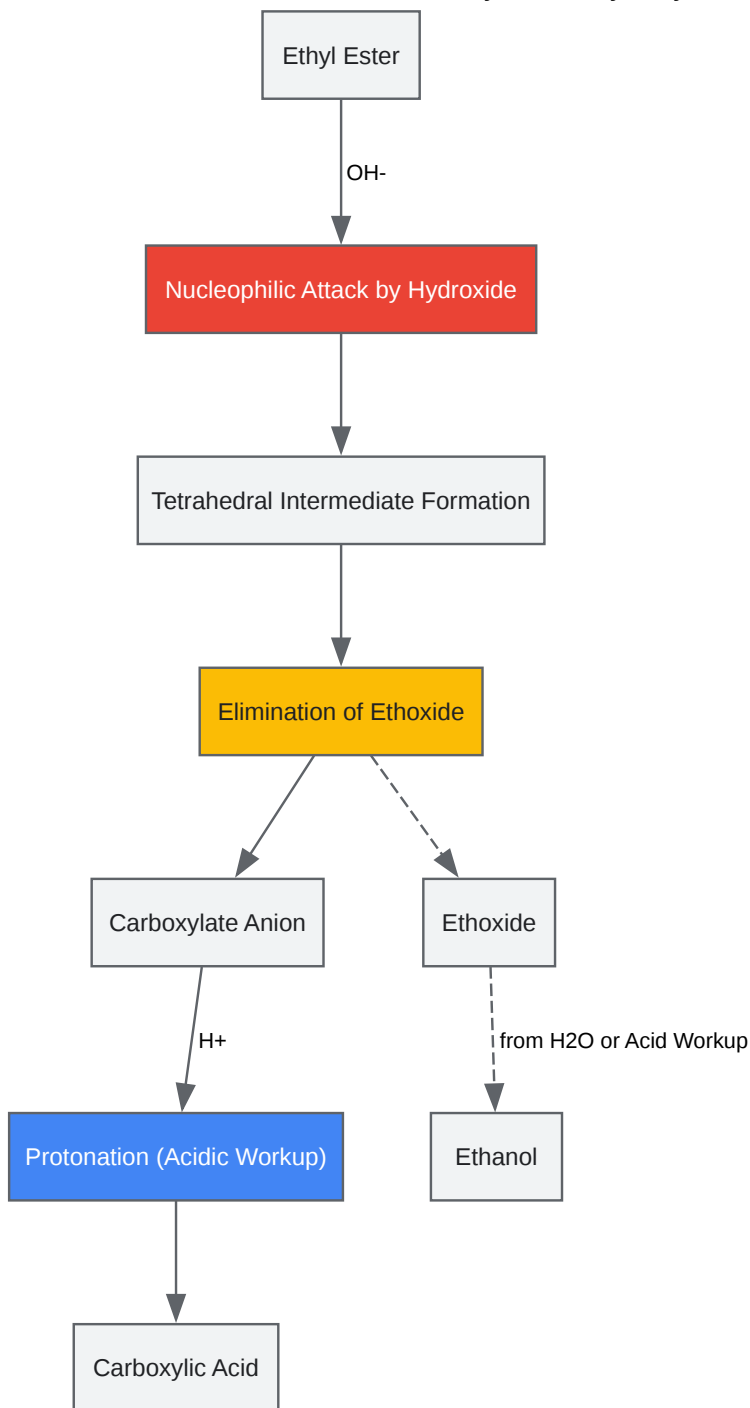 Ethyl Ester
OH-
Nucleophilic Attack by Hydroxide
Tetrahedral Intermediate Formation
Elimination of Ethoxide
Carboxylate Anion
Ethoxide
H+
from H2O or Acid Workup
Protonation (Acidic Workup)
Ethanol
Carboxylic Acid